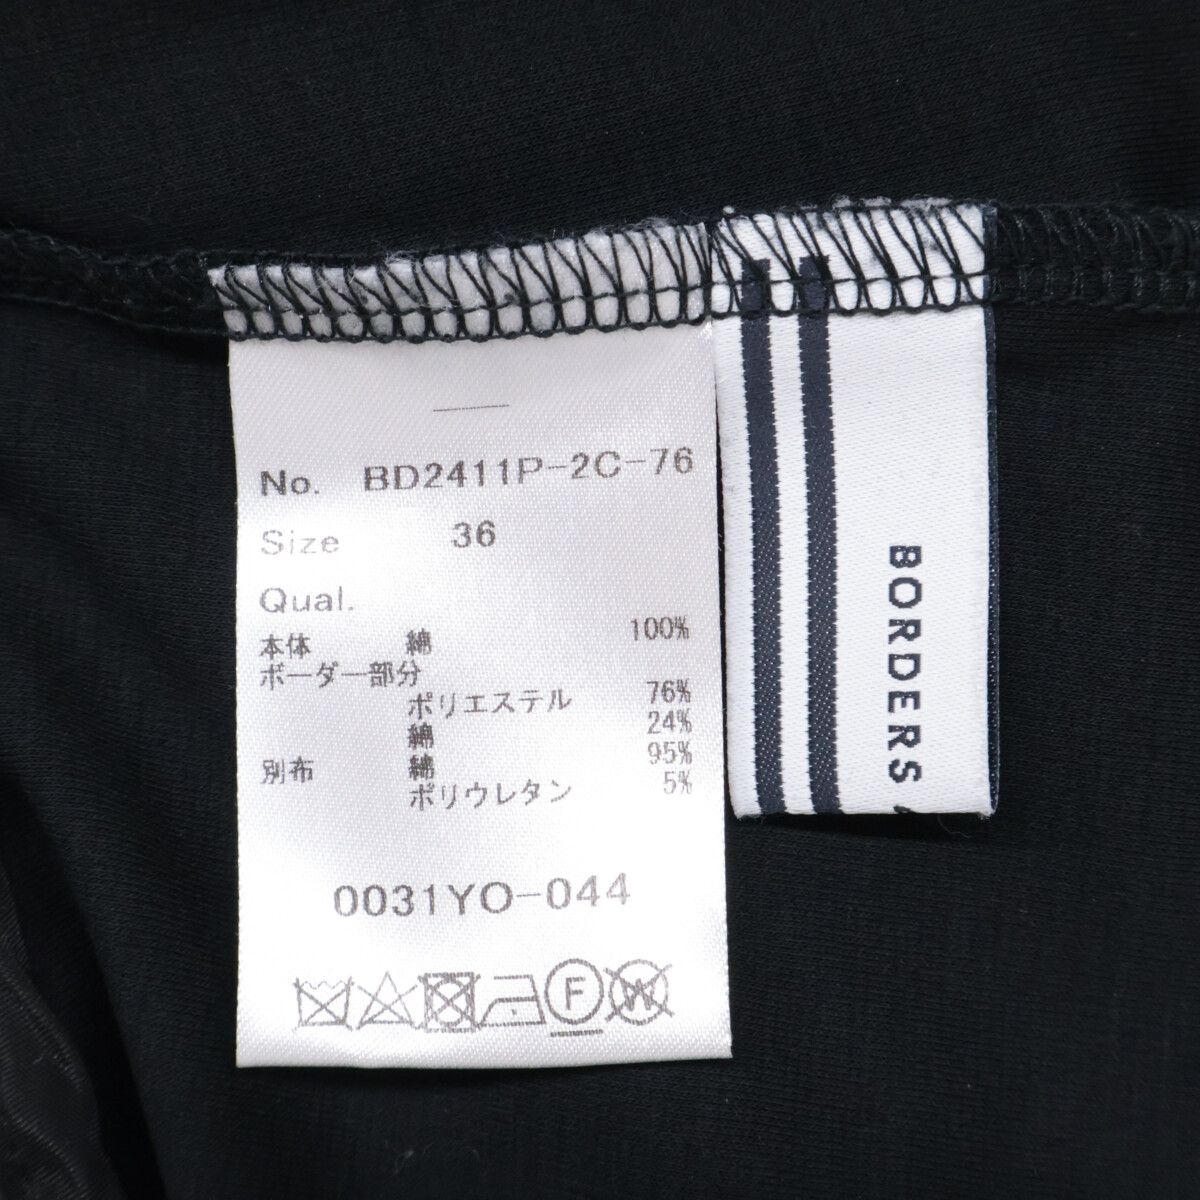 No. BD2411P-2C-76
Size 36
Qual.
本体 綿 100%
ボーダー部分
ポリエステル 76%
綿 24%
別布 綿 95%
ポリウレタン 5%
0031YO-044
F W
BORDERS